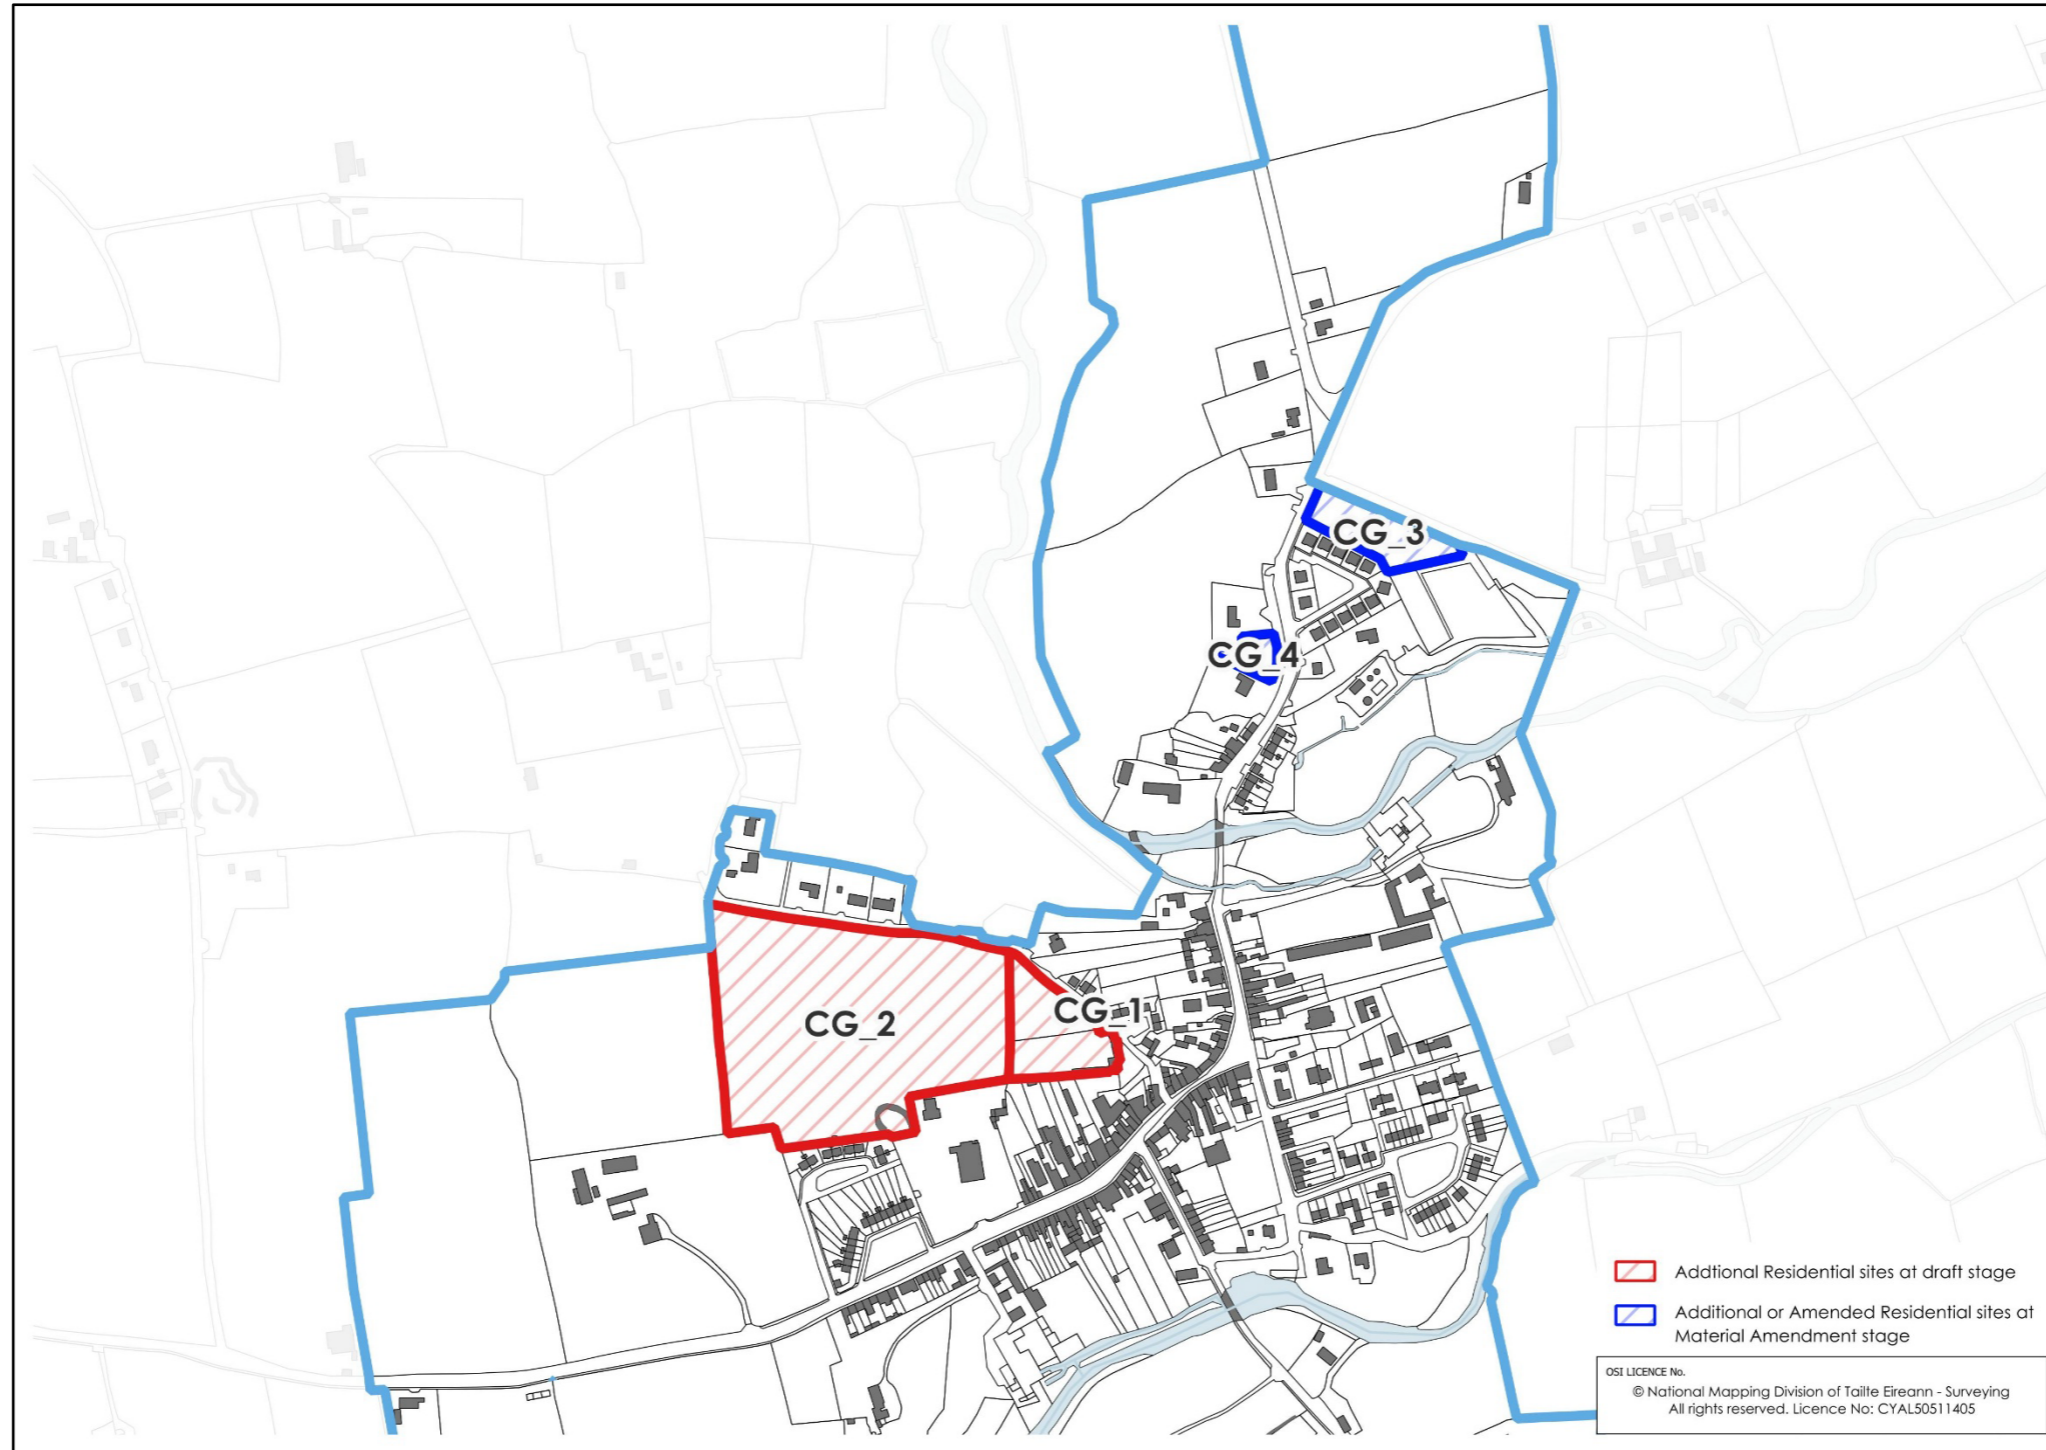 CG_3
CG_4
CG_1
CG_2
Addtional Residential sites at draft stage
Additional or Amended Residential sites at
Material Amendment stage
OSI LICENCE No.
© National Mapping Division of Tailte Eireann - Surveying
All rights reserved. Licence No: CYAL50511405